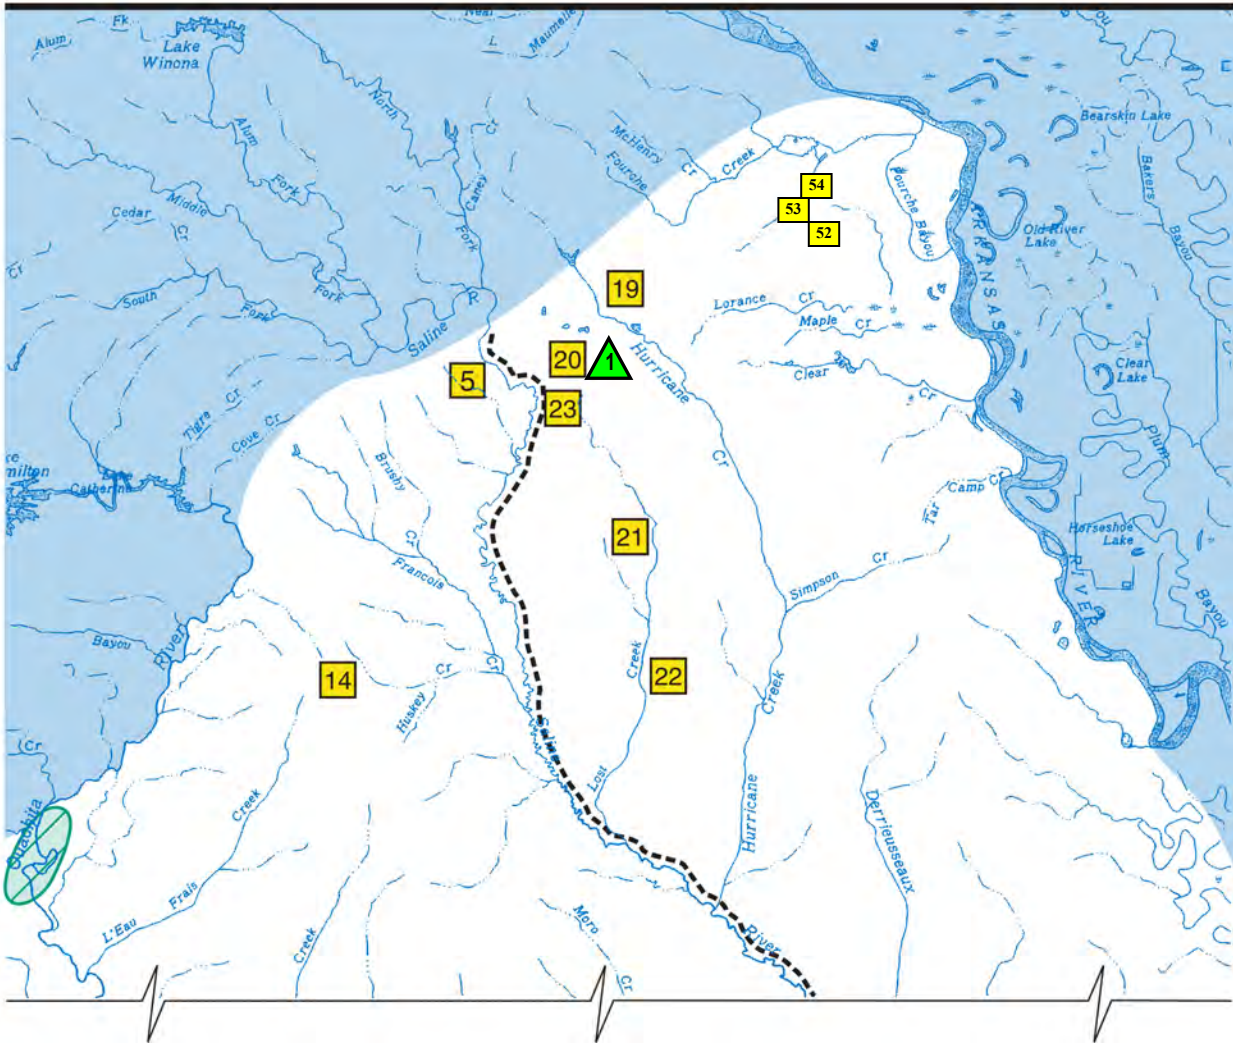 Alum
Fk
Lake
Winona
Neal
L
Maumelle
North
Alum
Fork
Caney
Cr
Fork
McHenry
Cr
Fourche
Creek
54
53
52
Fourche Bayou
Bearskin Lake
Bakers
Bayou
Old River
Lake
ARKANSAS
Cedar
Cr
Middle
Fork
South
Fork
Saline
R
Cr
19
20
1
5
23
Hurricane
Cr
Lorance Cr
Maple Cr
Clear Cr
Clear
Lake
Plum
Tigre Cr
Cove Cr
Catherine
Brushy
Cr
Francois
Cr
21
Tar Camp Cr
Horseshoe
Lake
RIVER
Bayou
Simpson Cr
Bayou
River
14
Huskey
Cr
Creek
22
Creek
Saline
Lost
Hurricane
Derrieusseaux
Cr
Ouachita
Creek
Frais
L'Eau
Creek
Moro
Cr
River